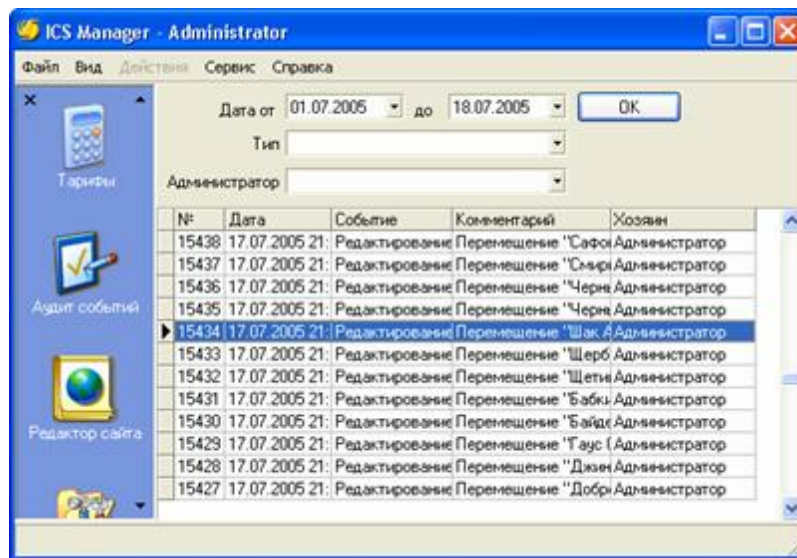 ICS Manager - Administrator
Файл Вид Действия Сервис Справка
Дата от 01.07.2005 до 18.07.2005 OK
Тип
Администратор
Тарифы
Аудит событий
Редактор сайта
№ Дата Событие Комментарий Хозяин
15438 17.07.2005 21: Редактирование Перемещение "Сафо Администратор
15437 17.07.2005 21: Редактирование Перемещение "Смир Администратор
15436 17.07.2005 21: Редактирование Перемещение "Черн Администратор
15435 17.07.2005 21: Редактирование Перемещение "Черн Администратор
15434 17.07.2005 21: Редактирование Перемещение "Шак А Администратор
15433 17.07.2005 21: Редактирование Перемещение "Щерб Администратор
15432 17.07.2005 21: Редактирование Перемещение "Щети Администратор
15431 17.07.2005 21: Редактирование Перемещение "Бабк Администратор
15430 17.07.2005 21: Редактирование Перемещение "Байд Администратор
15429 17.07.2005 21: Редактирование Перемещение "Гаус ( Администратор
15428 17.07.2005 21: Редактирование Перемещение "Джин Администратор
15427 17.07.2005 21: Редактирование Перемещение "Добр Администратор